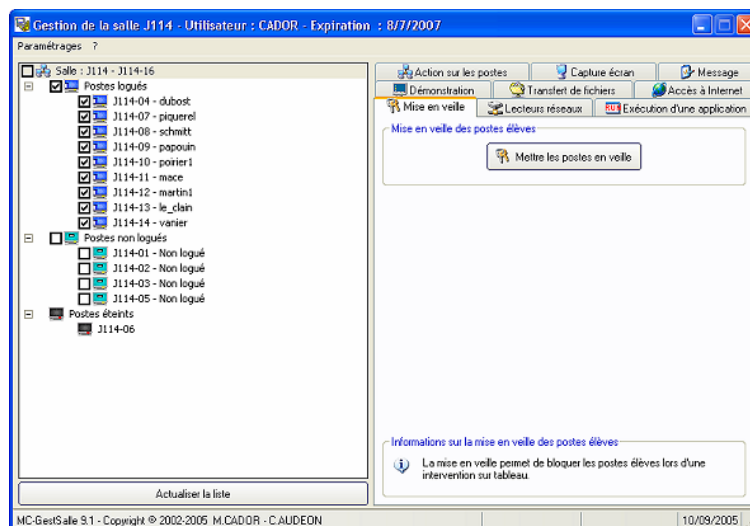 Gestion de la salle J114 - Utilisateur : CADOR - Expiration : 8/7/2007
Paramétrages ?
Salle : J114 - J114-16
Postes logués
J114-04 - dubost
J114-07 - piquerel
J114-08 - schmitt
J114-09 - papouin
J114-10 - poirier1
J114-11 - mace
J114-12 - martin1
J114-13 - le_clain
J114-14 - vanier
Postes non logués
J114-01 - Non logué
J114-02 - Non logué
J114-03 - Non logué
J114-05 - Non logué
Postes éteints
J114-06
Actualiser la liste
Action sur les postes Capture écran Message
Démonstration Transfert de fichiers Accès à Internet
Mise en veille Lecteurs réseaux RUN Exécution d'une application
Mise en veille des postes élèves
Mettre les postes en veille
Informations sur la mise en veille des postes élèves
La mise en veille permet de bloquer les postes élèves lors d'une
intervention sur tableau.
MC-GestSalle 9.1 - Copyright © 2002-2005 M.CADOR - C.AUDEON 10/09/2005